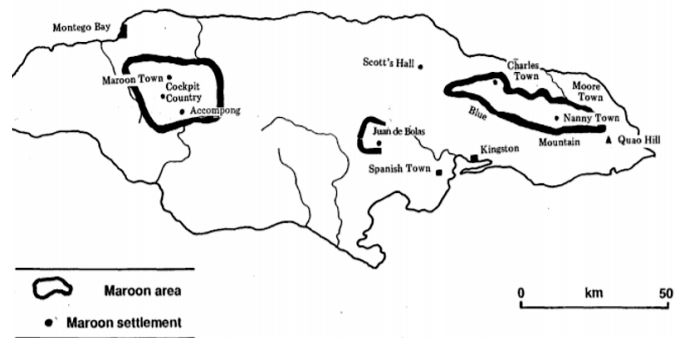 Montego Bay
Maroon Town
Cockpit
Country
Accompong
Scott's Hall
Charles
Town
Moore
Town
Blue
Nanny Town
Mountain
Quao Hill
Juan de Bolas
Kingston
Spanish Town
Maroon area
Maroon settlement
0 km 50